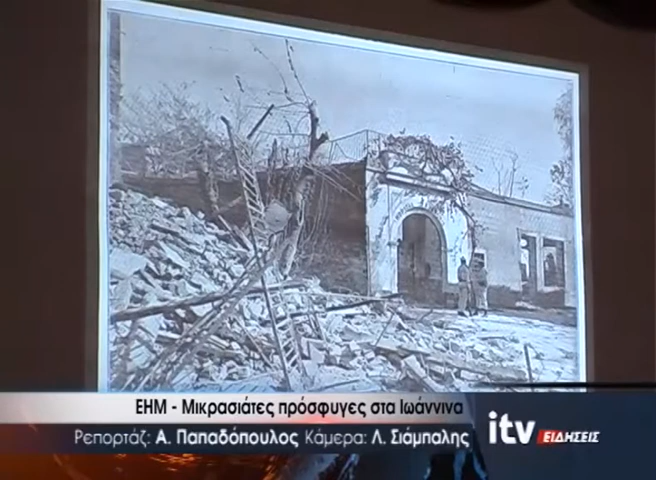 ΕΗΜ - Μικρασιάτες πρόσφυγες στα Ιωάννινα
Ρεπορτάζ: Α. Παπαδόπουλος Κάμερα: Λ. Σιάμπαλης
itv ΕΙΔΗΣΕΙΣ